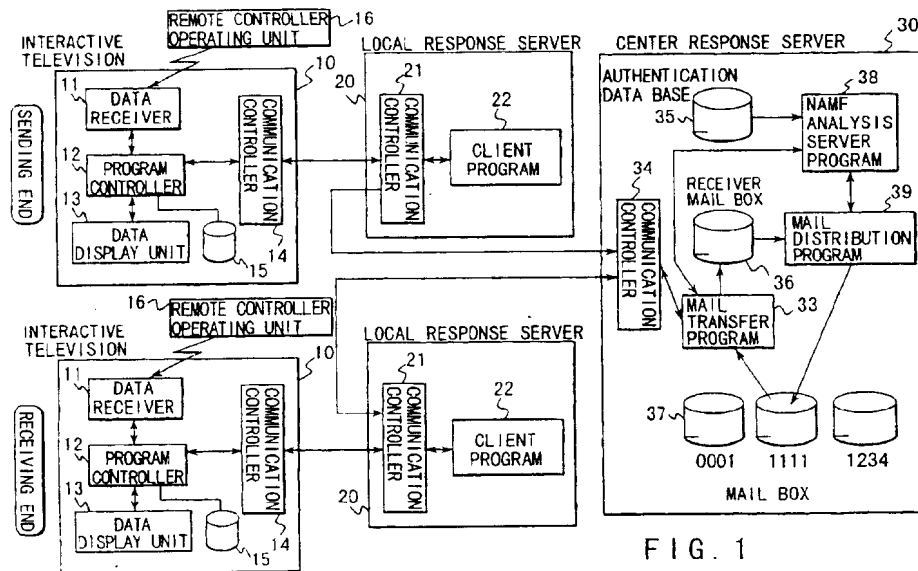 REMOTE CONTROLLER
OPERATING UNIT
16
INTERACTIVE
TELEVISION
10
SENDING END
11
DATA
RECEIVER
12
PROGRAM
CONTROLLER
13
DATA
DISPLAY UNIT
COMMUNICATION
CONTROLLER
14
15
LOCAL RESPONSE SERVER
20
21
COMMUNICATION
CONTROLLER
22
CLIENT
PROGRAM
CENTER RESPONSE SERVER
30
AUTHENTICATION
DATA BASE
35
38
NAMF
ANALYSIS
SERVER
PROGRAM
34
COMMUNICATION
CONTROLLER
RECEIVER
MAIL BOX
36
39
MAIL
DISTRIBUTION
PROGRAM
MAIL
TRANSFER
PROGRAM
33
37
0001
1111
1234
MAIL BOX
16
REMOTE CONTROLLER
OPERATING UNIT
INTERACTIVE
TELEVISION
10
RECEIVING END
11
DATA
RECEIVER
12
PROGRAM
CONTROLLER
13
DATA
DISPLAY UNIT
COMMUNICATION
CONTROLLER
14
15
LOCAL RESPONSE SERVER
20
21
COMMUNICATION
CONTROLLER
22
CLIENT
PROGRAM
FIG. 1